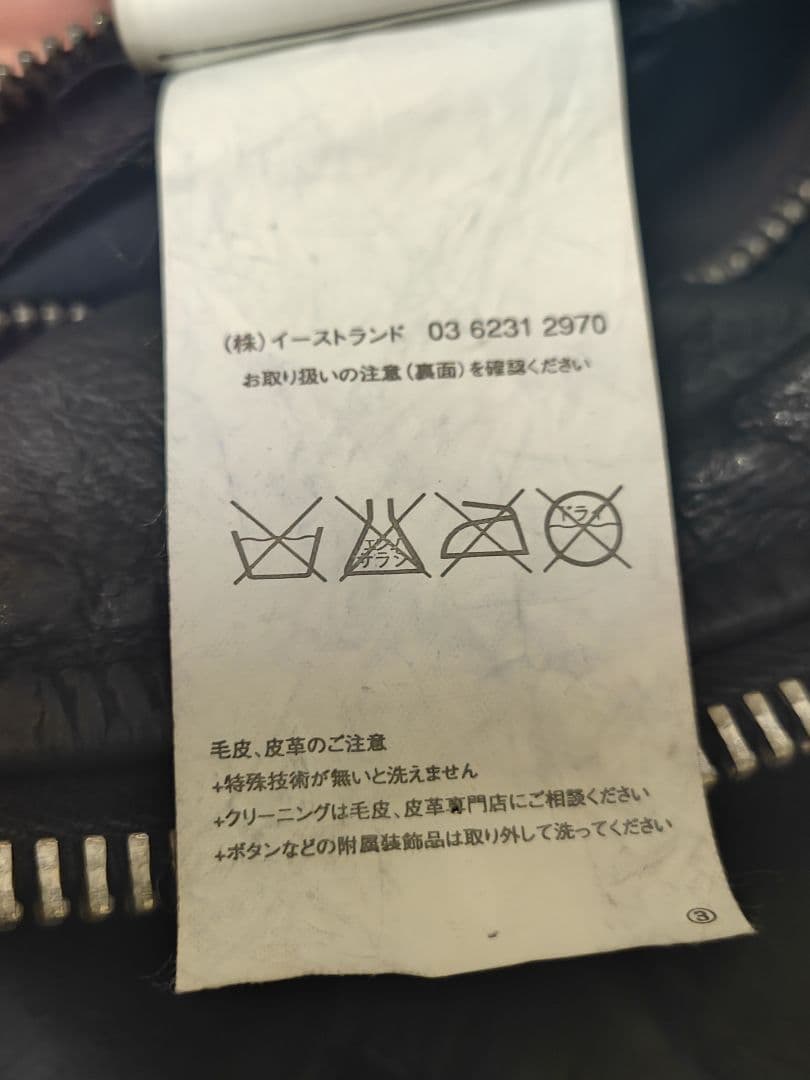 (株)イーストランド 03 6231 2970
お取り扱いの注意(裏面)を確認ください
エンソ
サラシ
ドライ
毛皮、皮革のご注意
+特殊技術が無いと洗えません
+クリーニングは毛皮、皮革専門店にご相談ください
+ボタンなどの附属装飾品は取り外して洗ってください
③